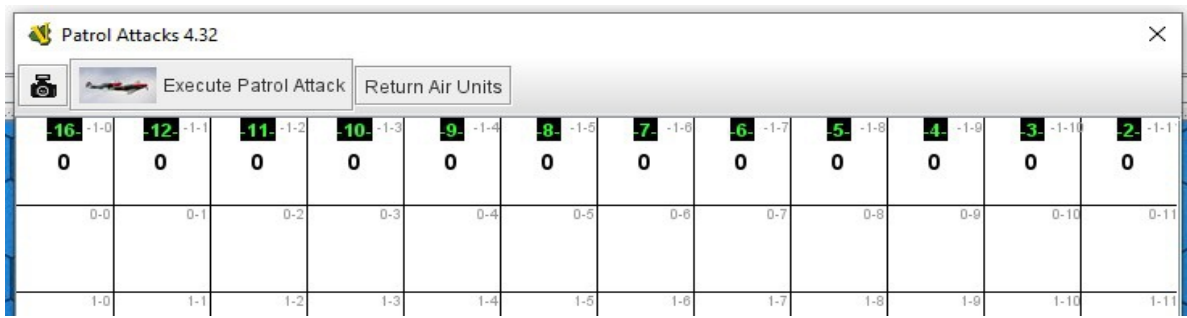 Patrol Attacks 4.32
Execute Patrol Attack Return Air Units
-16- -1-0 -12- -1-1 -11- -1-2 -10- -1-3 -9- -1-4 -8- -1-5 -7- -1-6 -6- -1-7 -5- -1-8 -4- -1-9 -3- -1-10 -2- -1-11
0 0 0 0 0 0 0 0 0 0 0 0
0-0 0-1 0-2 0-3 0-4 0-5 0-6 0-7 0-8 0-9 0-10 0-11
1-0 1-1 1-2 1-3 1-4 1-5 1-6 1-7 1-8 1-9 1-10 1-11